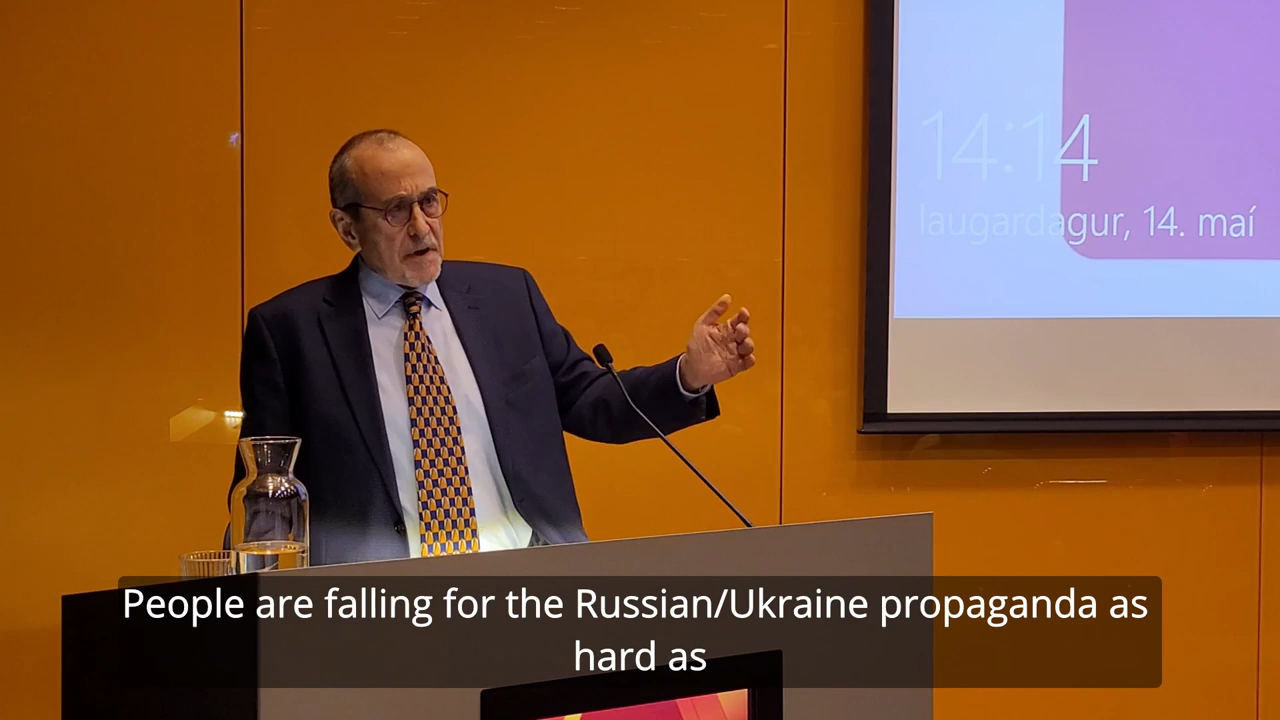 14:14
laugardagur, 14. maí
People are falling for the Russian/Ukraine propaganda as
hard as